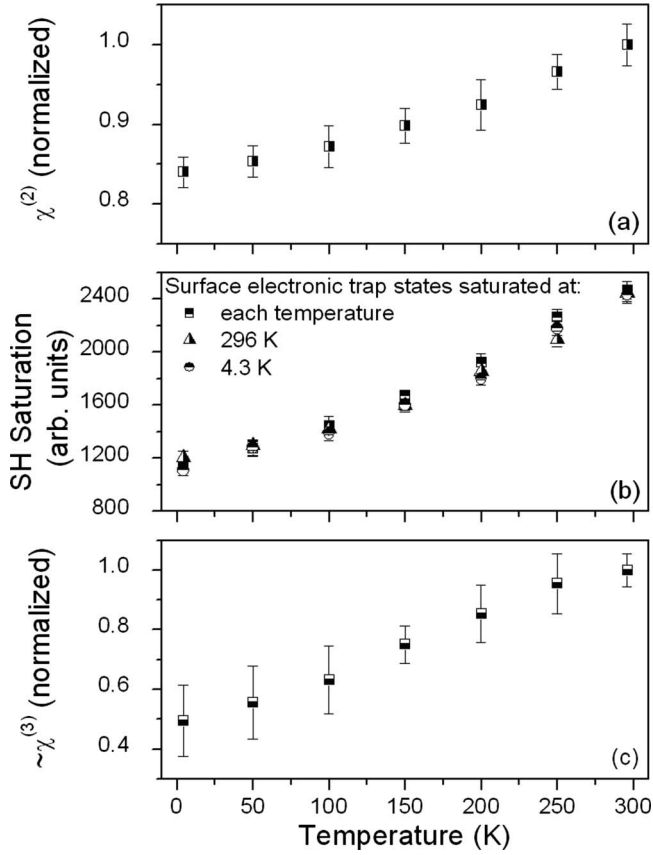 1.0
0.9
0.8
χ(2) (normalized)
(a)
Surface electronic trap states saturated at:
each temperature
296 K
4.3 K
2400
2000
1600
1200
800
SH Saturation
(arb. units)
(b)
1.0
0.8
0.6
0.4
~χ(3) (normalized)
(c)
0 50 100 150 200 250 300
Temperature (K)